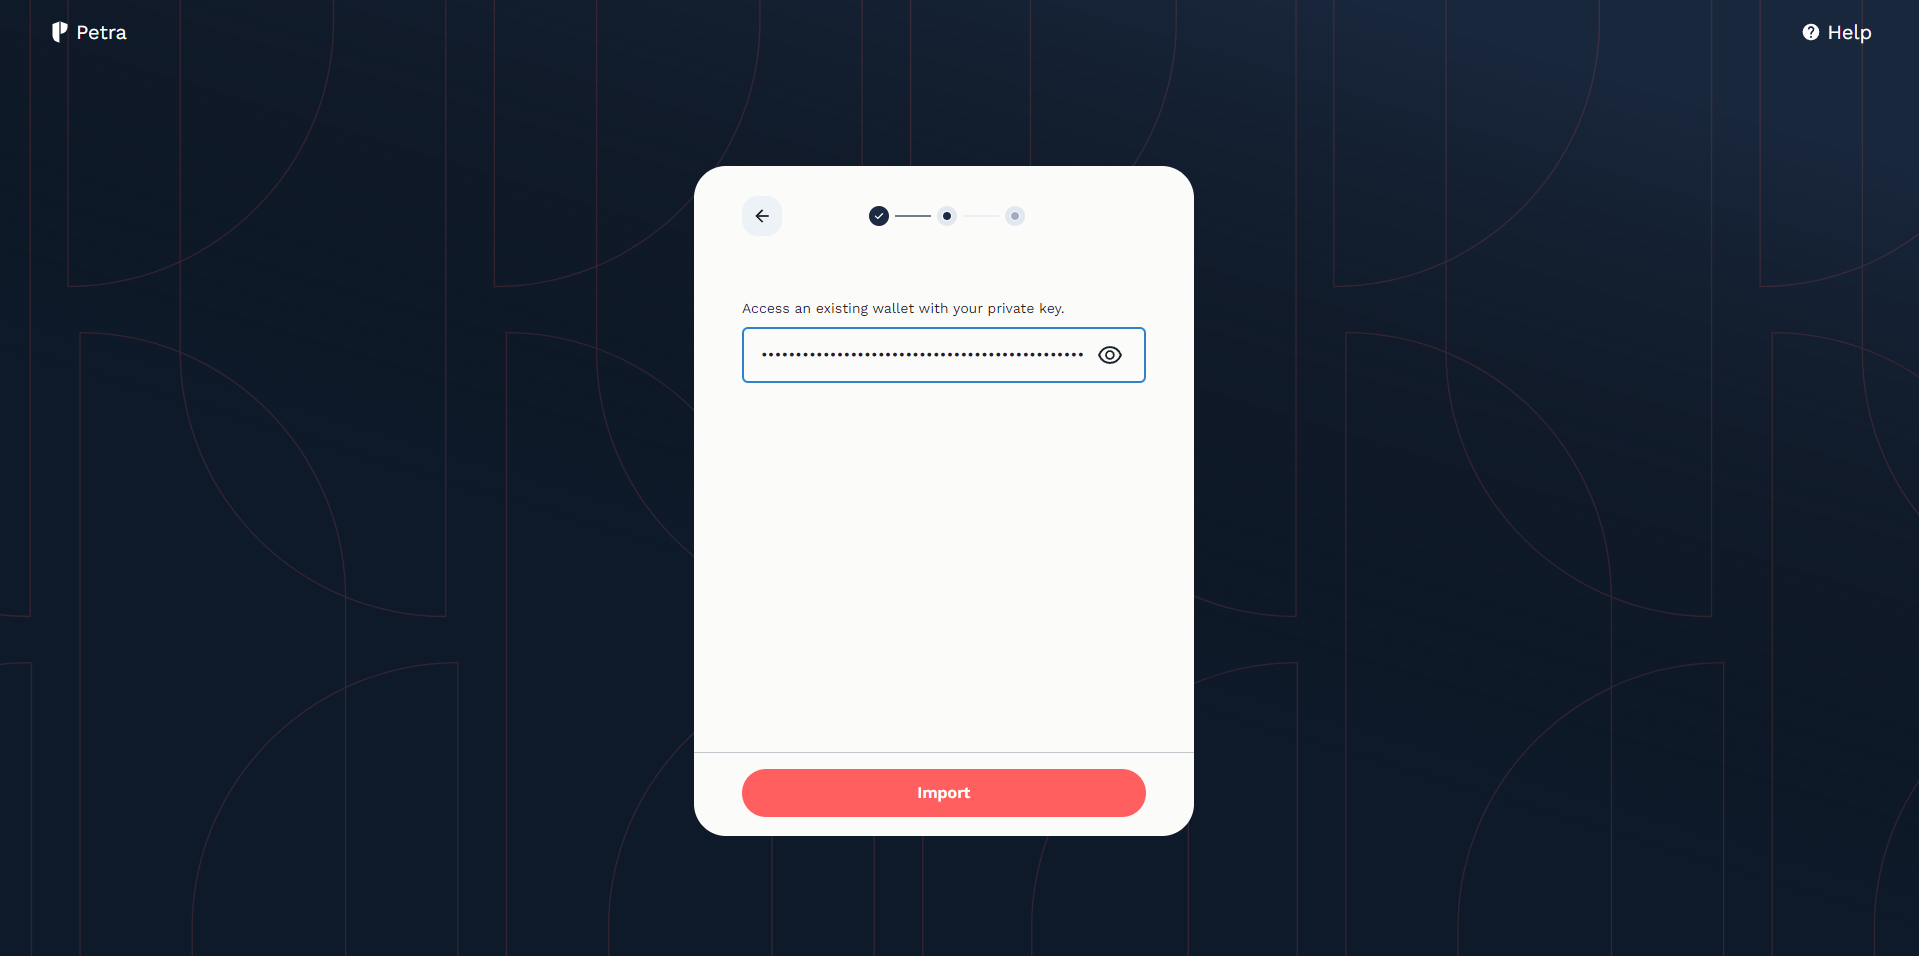 Petra
Help
Access an existing wallet with your private key.
•••••••••••••••••••••••••••••••••••••••••••••••
Import